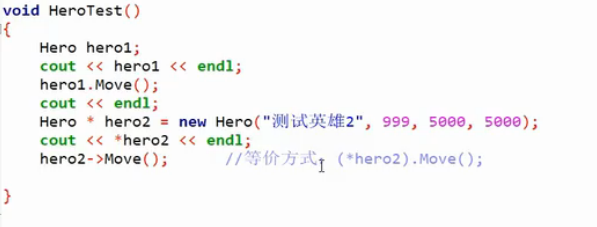 void HeroTest()
{
Hero hero1;
cout << hero1 << endl;
hero1.Move();
cout << endl;
Hero * hero2 = new Hero("测试英雄2", 999, 5000, 5000);
cout << *hero2 << endl;
hero2->Move(); //等价方式：(*hero2).Move();
}